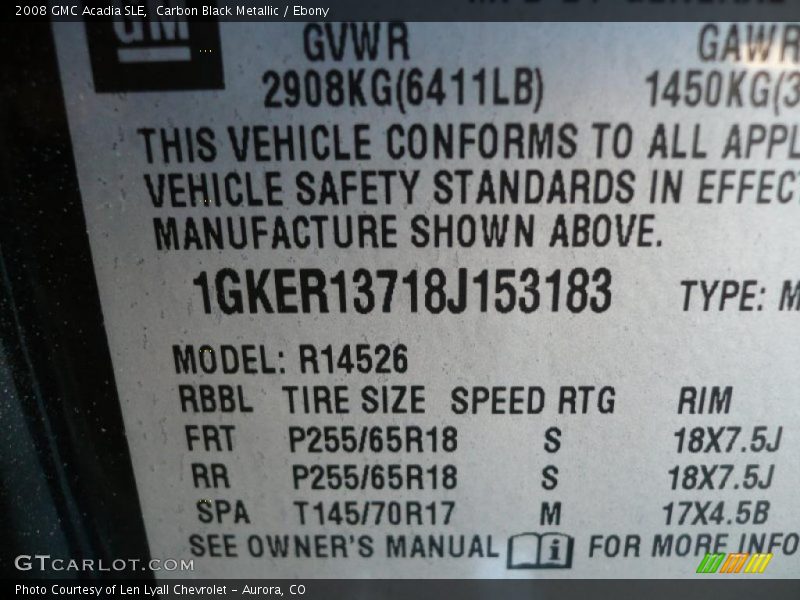 2008 GMC Acadia SLE, Carbon Black Metallic / Ebony
GM
GVWR GAWR
2908KG(6411LB) 1450KG(3
THIS VEHICLE CONFORMS TO ALL APPL
VEHICLE SAFETY STANDARDS IN EFFECT
MANUFACTURE SHOWN ABOVE.
1GKER13718J153183 TYPE: M
MODEL: R14526
RBBL TIRE SIZE SPEED RTG RIM
FRT P255/65R18 S 18X7.5J
RR P255/65R18 S 18X7.5J
SPA T145/70R17 M 17X4.5B
SEE OWNER'S MANUAL i FOR MORE INFO
GTCARLOT.COM
Photo Courtesy of Len Lyall Chevrolet - Aurora, CO